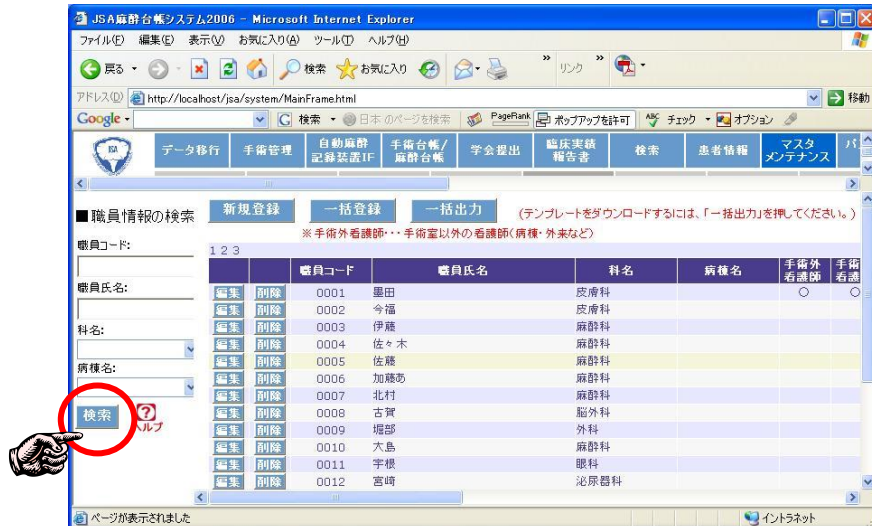 JSA麻酔台帳システム2006 - Microsoft Internet Explorer
ファイル(F) 編集(E) 表示(V) お気に入り(A) ツール(T) ヘルプ(H)
戻る 検索 お気に入り » リンク »
アドレス(D) http://localhost/jsa/system/MainFrame.html 移動
Google 検索 日本のページを検索 PageRank ポップアップを許可 ABC チェック オプション
JSA データ移行 手術管理 自動麻酔記録装置IF 手術台帳/麻酔台帳 学会提出 臨床実績報告書 検索 患者情報 マスタメンテナンス パ
■職員情報の検索 新規登録 一括登録 一括出力 (テンプレートをダウンロードするには、「一括出力」を押してください。)
※手術外看護師・・・手術室以外の看護師(病棟・外来など)
職員コード:
職員氏名:
科名:
病棟名:
検索 ? ヘルプ
1 2 3
職員コード 職員氏名 科名 病棟名 手術外看護師 手術看護
編集 削除 0001 墨田 皮膚科 ○ ○
編集 削除 0002 今福 皮膚科
編集 削除 0003 伊藤 麻酔科
編集 削除 0004 佐々木 麻酔科
編集 削除 0005 佐藤 麻酔科
編集 削除 0006 加藤あ 麻酔科
編集 削除 0007 北村 麻酔科
編集 削除 0008 古賀 脳外科
編集 削除 0009 堀部 外科
編集 削除 0010 大島 麻酔科
編集 削除 0011 宇根 眼科
編集 削除 0012 宮崎 泌尿器科
ページが表示されました イントラネット